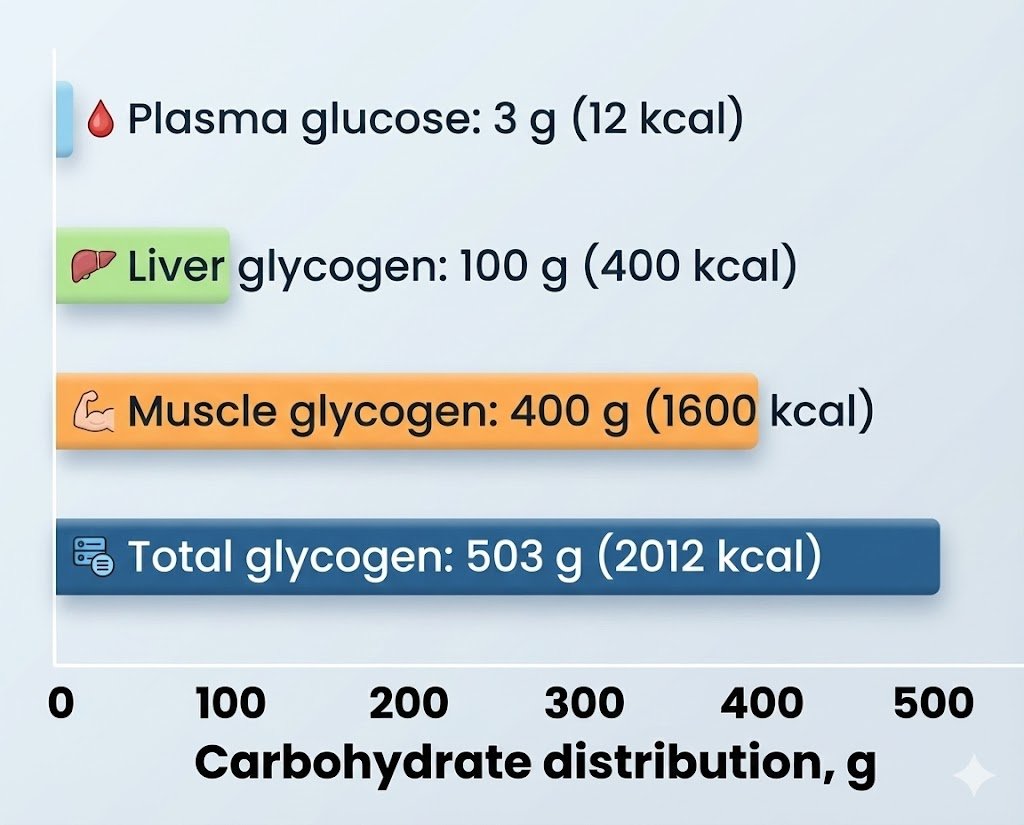 Plasma glucose: 3 g (12 kcal)
Liver glycogen: 100 g (400 kcal)
Muscle glycogen: 400 g (1600 kcal)
Total glycogen: 503 g (2012 kcal)
0 100 200 300 400 500
Carbohydrate distribution, g